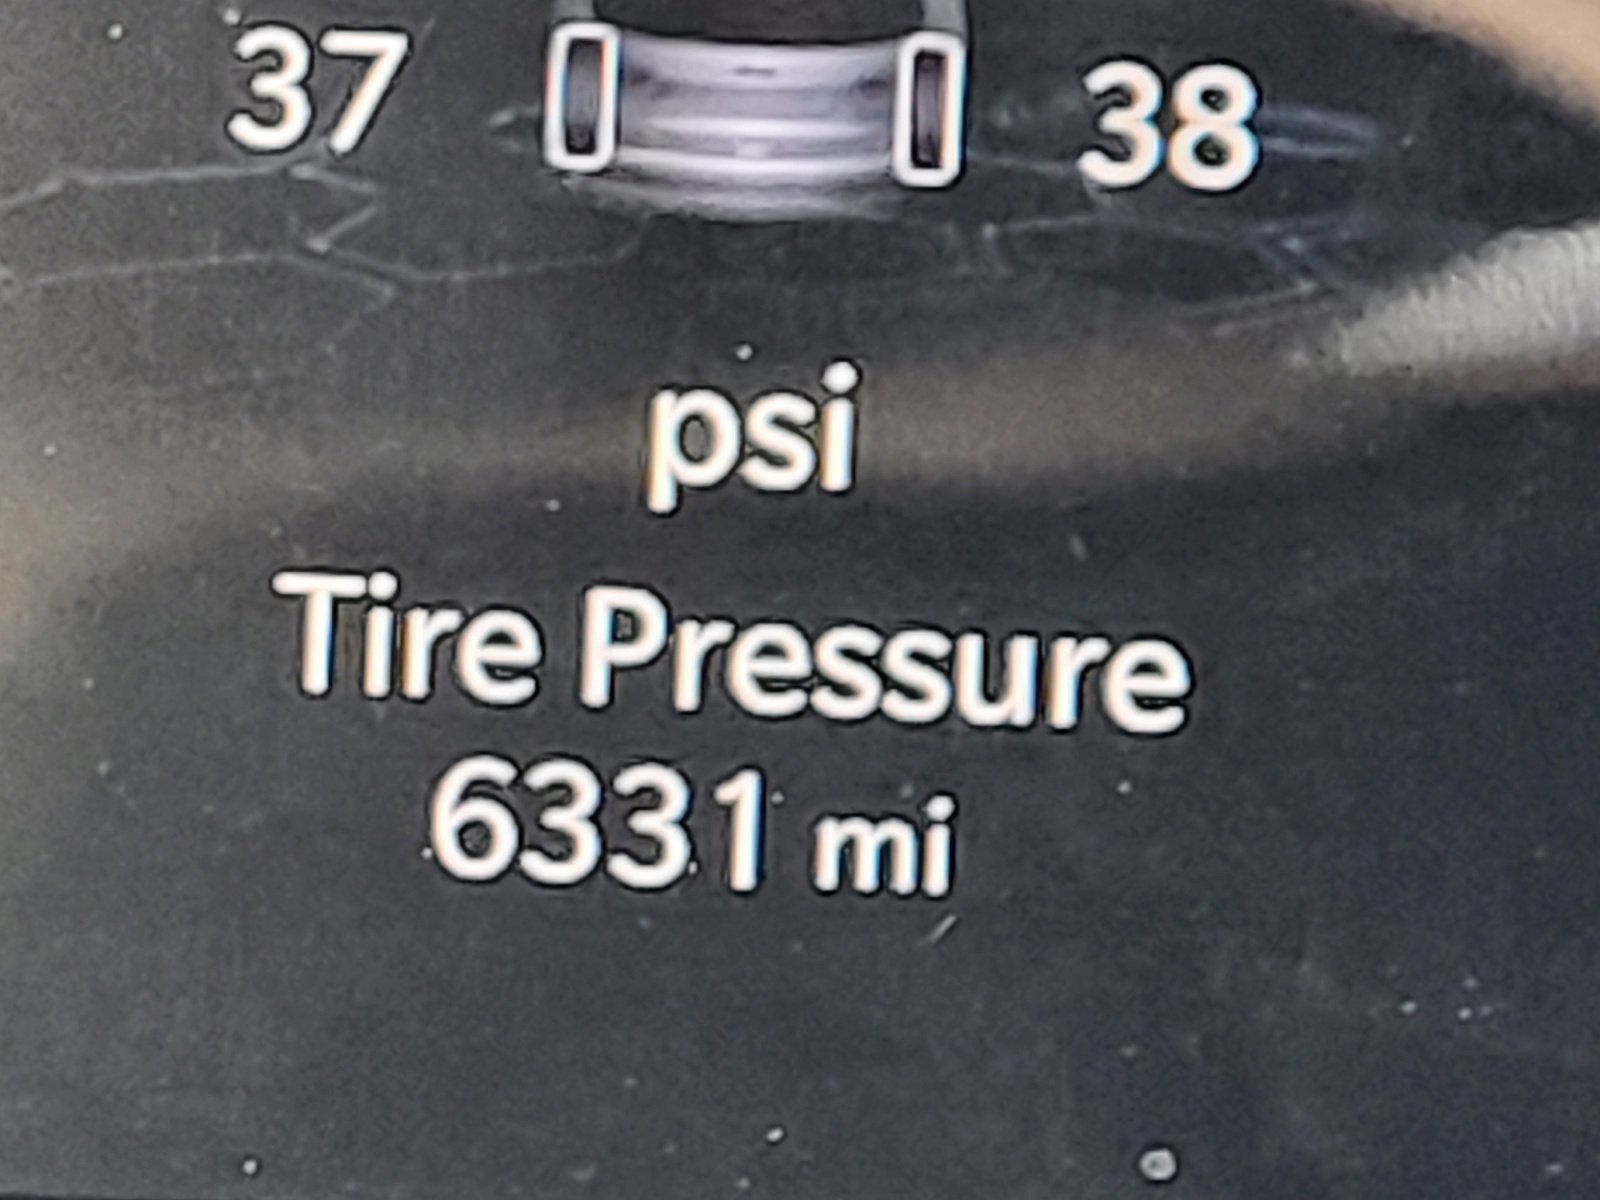 37 38
psi
Tire Pressure
6331 mi